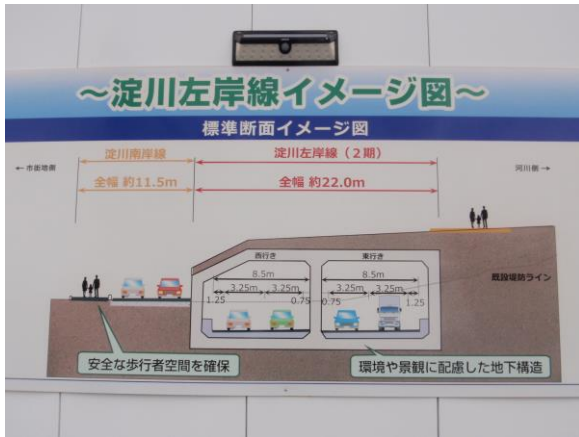 ～淀川左岸線イメージ図～
標準断面イメージ図
淀川南岸線
淀川左岸線（２期）
←市街地側
河川側→
全幅 約11.5m
全幅 約22.0m
西行き
東行き
8.5m
8.5m
既設堤防ライン
3.25m
3.25m
3.25m
3.25m
1.25
0.75
0.75
1.25
安全な歩行者空間を確保
環境や景観に配慮した地下構造